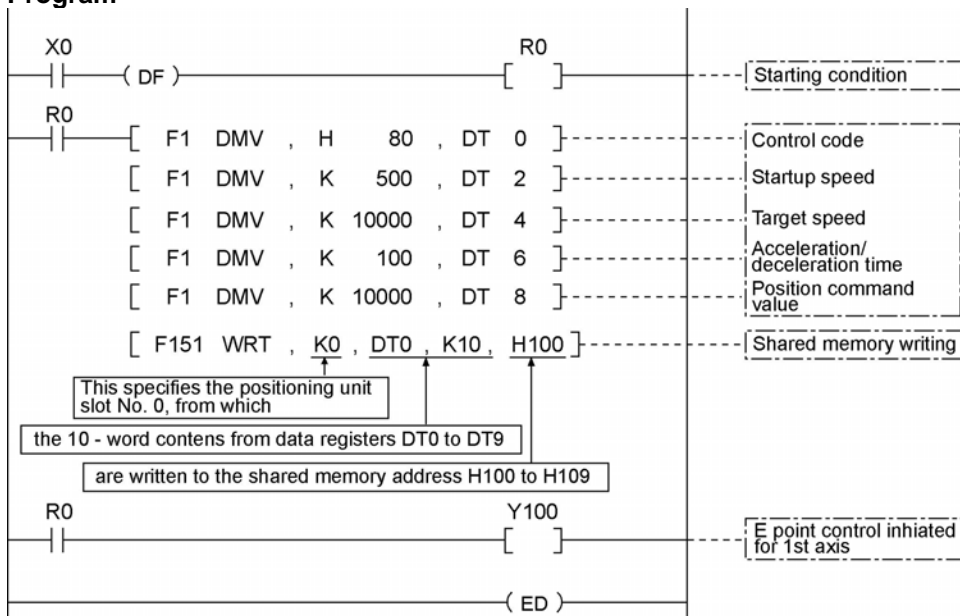 Program
X0 R0
( DF ) [ ] Starting condition
R0
[ F1 DMV , H 80 , DT 0 ] Control code
[ F1 DMV , K 500 , DT 2 ] Startup speed
[ F1 DMV , K 10000 , DT 4 ] Target speed
[ F1 DMV , K 100 , DT 6 ] Acceleration/
deceleration time
[ F1 DMV , K 10000 , DT 8 ] Position command
value
[ F151 WRT , K0 , DT0 , K10 , H100 ] Shared memory writing
This specifies the positioning unit
slot No. 0, from which
the 10 - word contens from data registers DT0 to DT9
are written to the shared memory address H100 to H109
R0 Y100
[ ] E point control inhiated
for 1st axis
( ED )